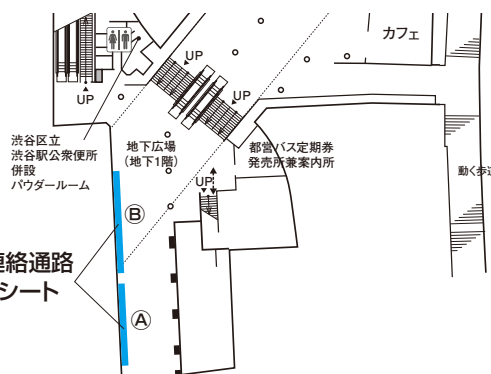 カフェ
UP
UP
UP
渋谷区立
渋谷駅公衆便所
併設
パウダールーム
地下広場
(地下1階)
都営バス定期券
発売所兼案内所
動く歩
UP
Ⓑ
連絡通路
シート
Ⓐ